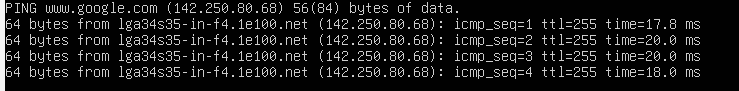 PING www.google.com (142.250.80.68) 56(84) bytes of data.
64 bytes from lga34s35-in-f4.1e100.net (142.250.80.68): icmp_seq=1 ttl=255 time=17.8 ms
64 bytes from lga34s35-in-f4.1e100.net (142.250.80.68): icmp_seq=2 ttl=255 time=20.0 ms
64 bytes from lga34s35-in-f4.1e100.net (142.250.80.68): icmp_seq=3 ttl=255 time=20.0 ms
64 bytes from lga34s35-in-f4.1e100.net (142.250.80.68): icmp_seq=4 ttl=255 time=18.0 ms